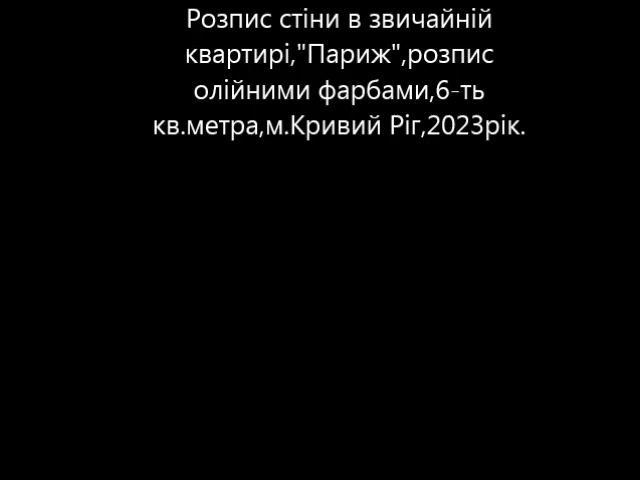 Розпис стіни в звичайній
квартирі,"Париж",розпис
олійними фарбами,6-ть
кв.метра,м.Кривий Ріг,2023рік.